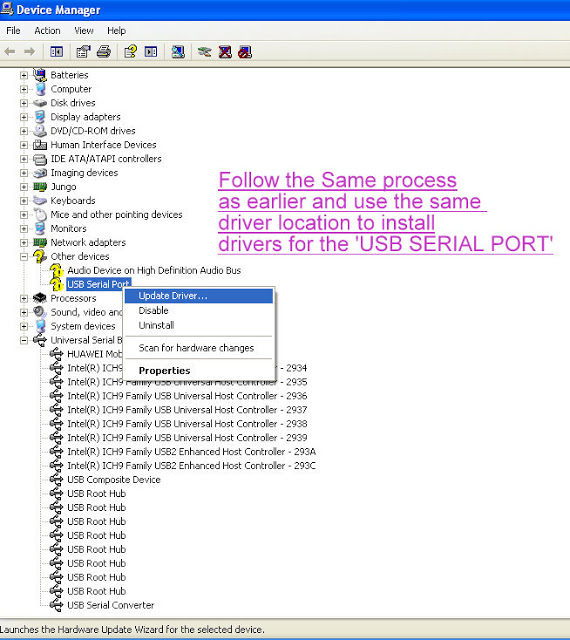 Device Manager
File Action View Help
Batteries
Computer
Disk drives
Display adapters
DVD/CD-ROM drives
Human Interface Devices
IDE ATA/ATAPI controllers
Imaging devices
Jungo
Keyboards
Mice and other pointing devices
Monitors
Network adapters
Other devices
Audio Device on High Definition Audio Bus
USB Serial Port
Processors
Sound, video and
System devices
Universal Serial B
HUAWEI Mob
Intel(R) ICH9 Family USB Universal Host Controller - 2934
Intel(R) ICH9 Family USB Universal Host Controller - 2935
Intel(R) ICH9 Family USB Universal Host Controller - 2936
Intel(R) ICH9 Family USB Universal Host Controller - 2937
Intel(R) ICH9 Family USB Universal Host Controller - 2938
Intel(R) ICH9 Family USB Universal Host Controller - 2939
Intel(R) ICH9 Family USB2 Enhanced Host Controller - 293A
Intel(R) ICH9 Family USB2 Enhanced Host Controller - 293C
USB Composite Device
USB Root Hub
USB Root Hub
USB Root Hub
USB Root Hub
USB Root Hub
USB Root Hub
USB Root Hub
USB Root Hub
USB Serial Converter
Update Driver...
Disable
Uninstall
Scan for hardware changes
Properties
Follow the Same process
as earlier and use the same
driver location to install
drivers for the 'USB SERIAL PORT'
Launches the Hardware Update Wizard for the selected device.